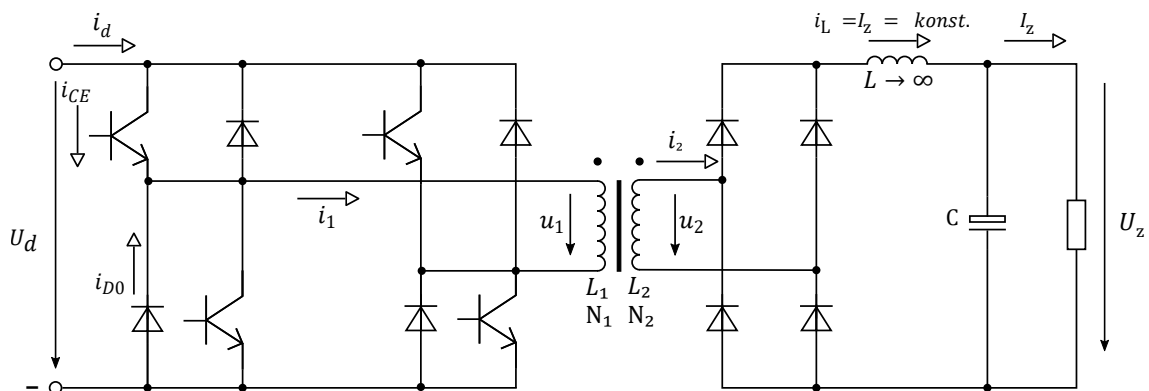 i_d
i_L = I_z = konst.
I_z
L → ∞
i_CE
i_2
i_1
u_1
u_2
C
U_d
U_z
i_D0
L_1 L_2
N_1 N_2
-